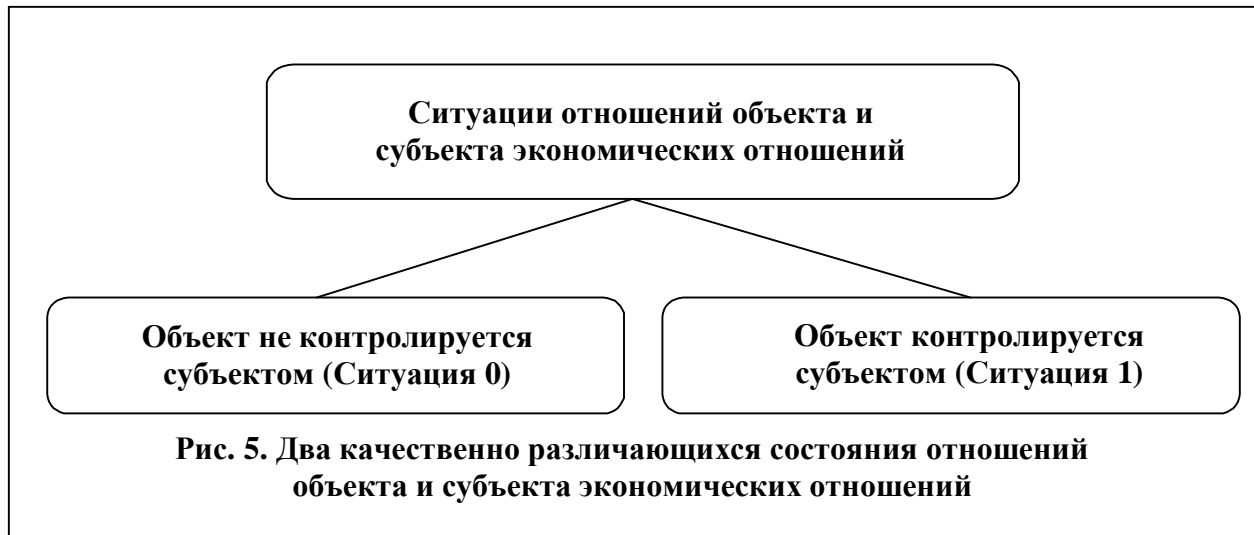 Ситуации отношений объекта и
субъекта экономических отношений
Объект не контролируется
субъектом (Ситуация 0)
Объект контролируется
субъектом (Ситуация 1)
Рис. 5. Два качественно различающихся состояния отношений
объекта и субъекта экономических отношений